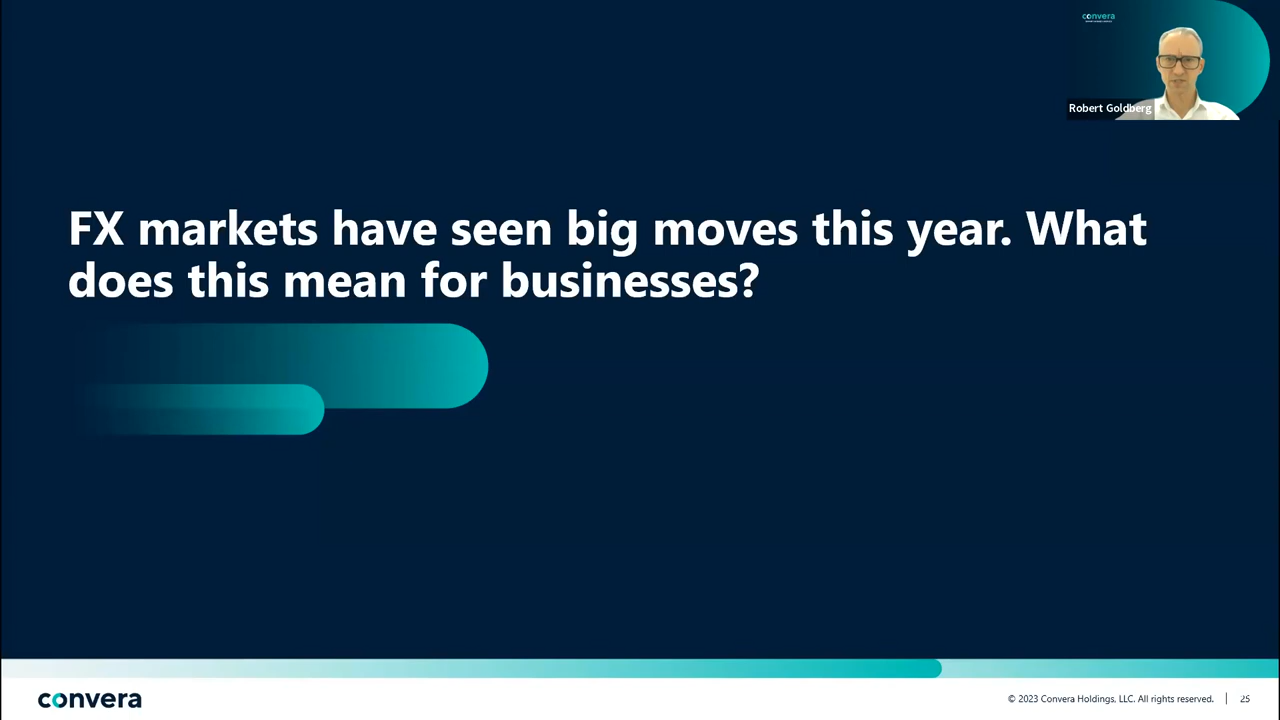 convera
Robert Goldberg
FX markets have seen big moves this year. What
does this mean for businesses?
convera
© 2023 Convera Holdings, LLC. All rights reserved. | 25